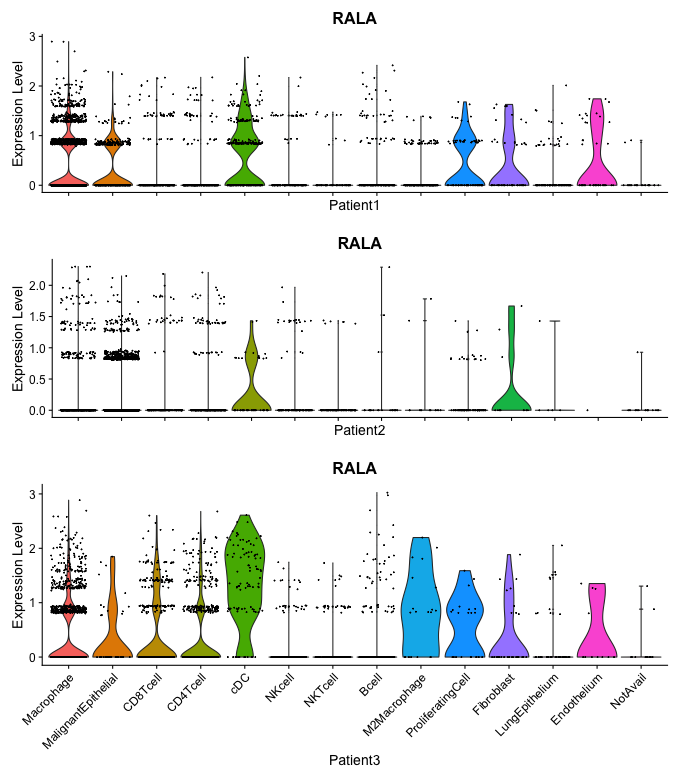 RALA
Expression Level
3
2
1
0
Patient1
RALA
Expression Level
2.0
1.5
1.0
0.5
0.0
Patient2
RALA
Expression Level
3
2
1
0
Macrophage
MalignantEpithelial
CD8Tcell
CD4Tcell
cDC
NKcell
NKTcell
Bcell
M2Macrophage
ProliferatingCell
Fibroblast
LungEpithelium
Endothelium
NotAvail
Patient3